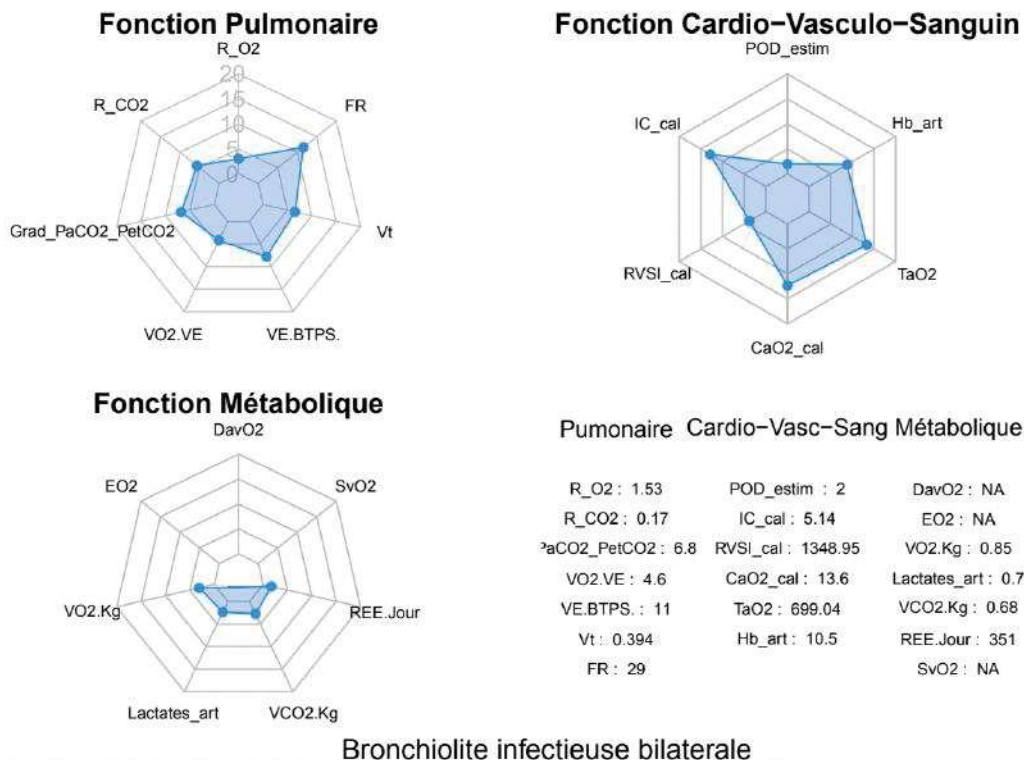 Fonction Pulmonaire
R_O2
20
15
10
5
0
FR
R_CO2
Grad_PaCO2_PetCO2
Vt
VO2.VE
VE.BTPS.
Fonction Cardio−Vasculo−Sanguin
POD_estim
IC_cal
Hb_art
RVSI_cal
TaO2
CaO2_cal
Fonction Métabolique
DavO2
EO2
SvO2
VO2.Kg
REE.Jour
Lactates_art
VCO2.Kg
Pumonaire Cardio−Vasc−Sang Métabolique
R_O2 : 1.53 POD_estim : 2 DavO2 : NA
R_CO2 : 0.17 IC_cal : 5.14 EO2 : NA
PaCO2_PetCO2 : 6.8 RVSI_cal : 1348.95 VO2.Kg : 0.85
VO2.VE : 4.6 CaO2_cal : 13.6 Lactates_art : 0.7
VE.BTPS. : 11 TaO2 : 699.04 VCO2.Kg : 0.68
Vt : 0.394 Hb_art : 10.5 REE.Jour : 351
FR : 29 SvO2 : NA
Bronchiolite infectieuse bilaterale